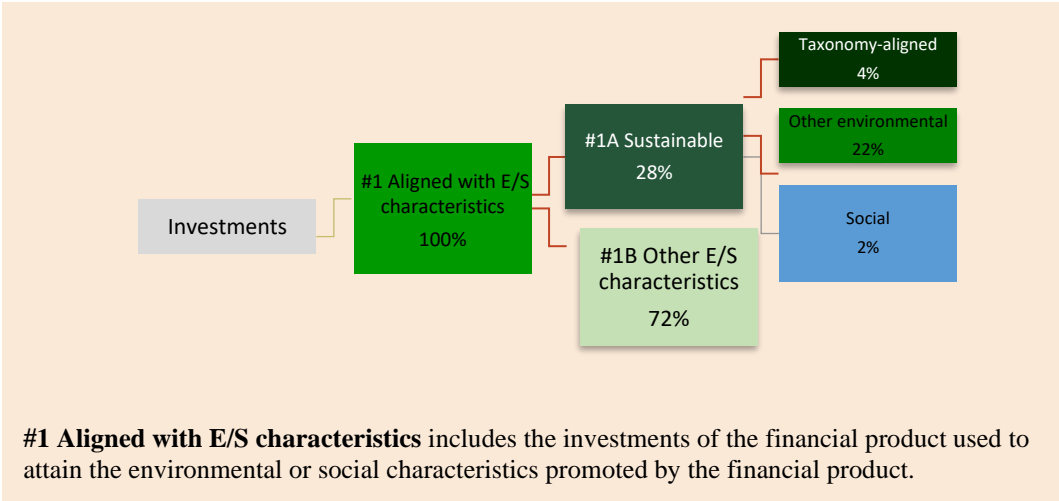 Taxonomy-aligned
4%
Other environmental
22%
#1A Sustainable
28%
#1 Aligned with E/S
characteristics
100%
Investments
Social
2%
#1B Other E/S
characteristics
72%
#1 Aligned with E/S characteristics includes the investments of the financial product used to
attain the environmental or social characteristics promoted by the financial product.